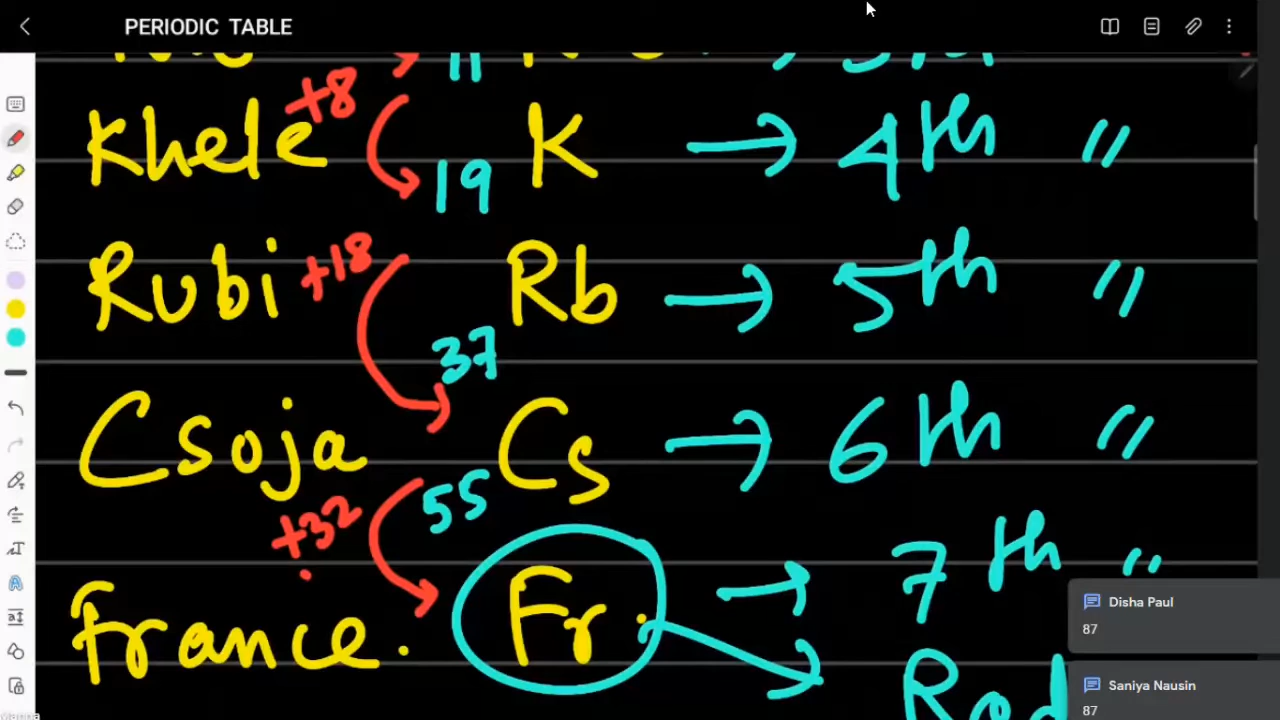 PERIODIC TABLE
11
Khele +8 19 K → 4th "
Rubi +18 37 Rb → 5th "
Csoja 55 Cs → 6th "
+32
France. Fr. → 7th "
Rad
Disha Paul
87
Saniya Nausin
87